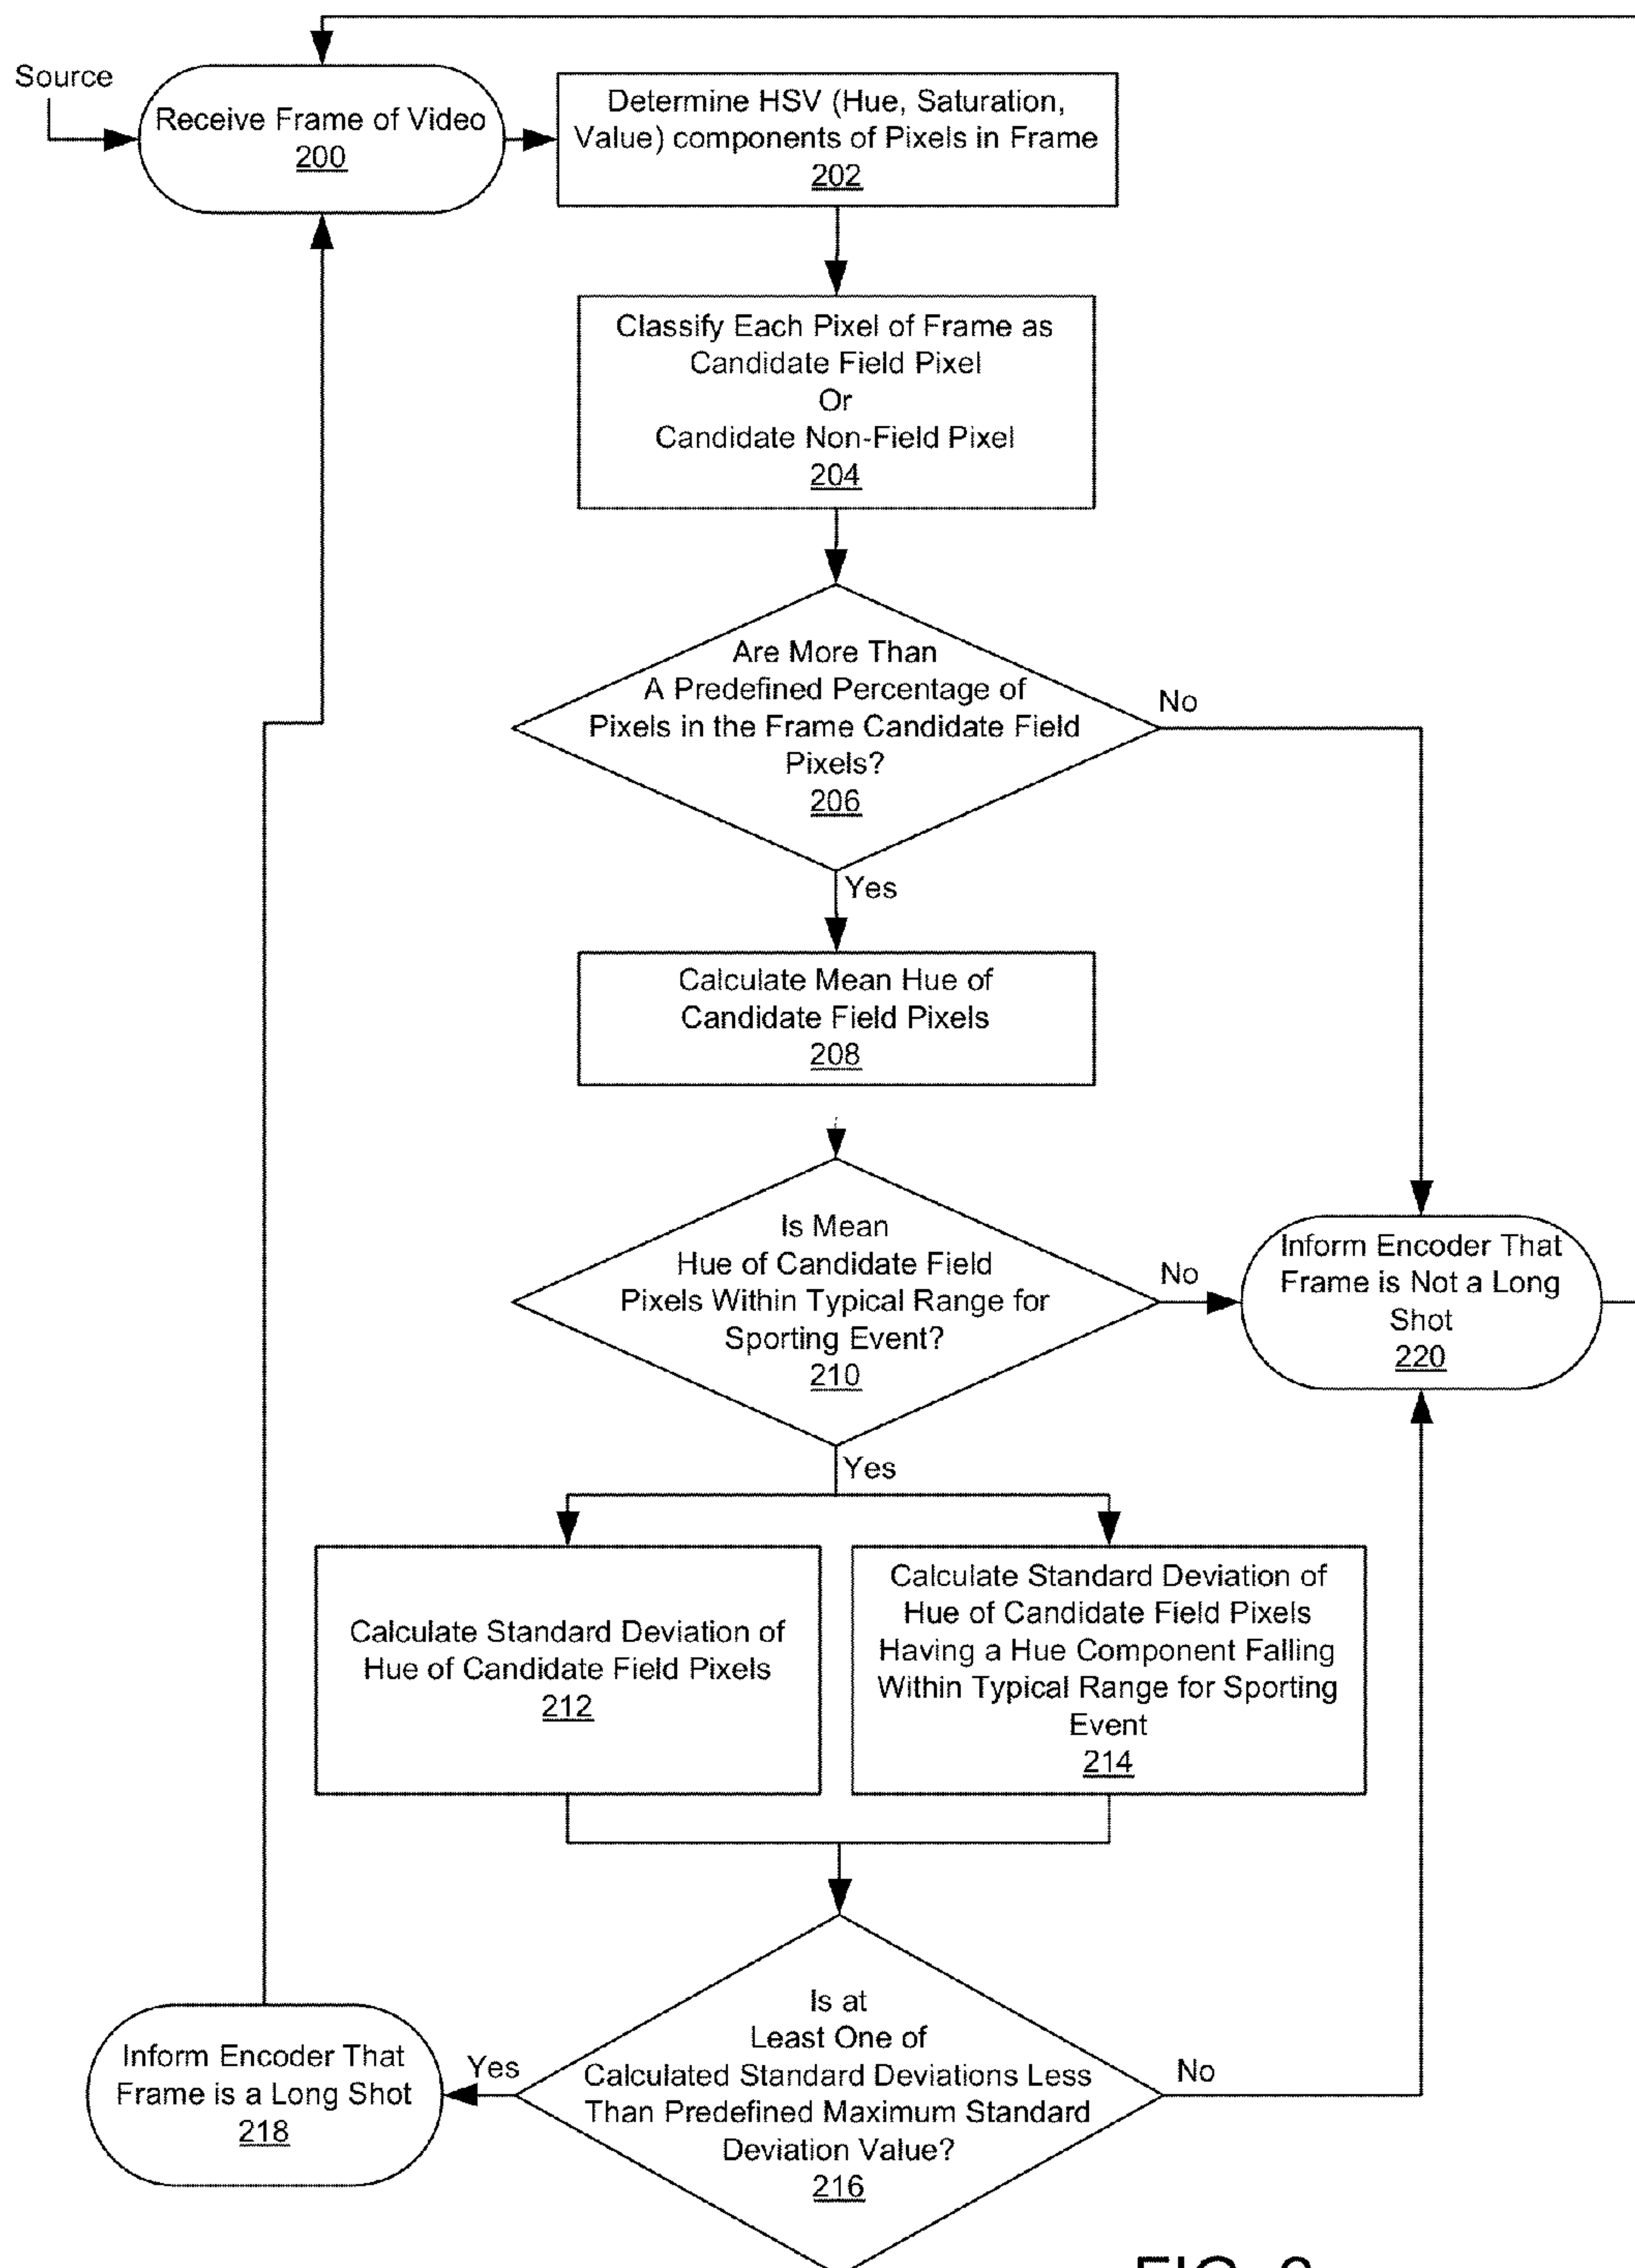 Source
Receive Frame of Video
200
Determine HSV (Hue, Saturation,
Value) components of Pixels in Frame
202
Classify Each Pixel of Frame as
Candidate Field Pixel
Or
Candidate Non-Field Pixel
204
Are More Than
A Predefined Percentage of
Pixels in the Frame Candidate Field
Pixels?
206
No
Yes
Calculate Mean Hue of
Candidate Field Pixels
208
Is Mean
Hue of Candidate Field
Pixels Within Typical Range for
Sporting Event?
210
No
Inform Encoder That
Frame is Not a Long
Shot
220
Yes
Calculate Standard Deviation of
Hue of Candidate Field Pixels
212
Calculate Standard Deviation of
Hue of Candidate Field Pixels
Having a Hue Component Falling
Within Typical Range for Sporting
Event
214
Is at
Least One of
Calculated Standard Deviations Less
Than Predefined Maximum Standard
Deviation Value?
216
Yes
No
Inform Encoder That
Frame is a Long Shot
218
FIG.